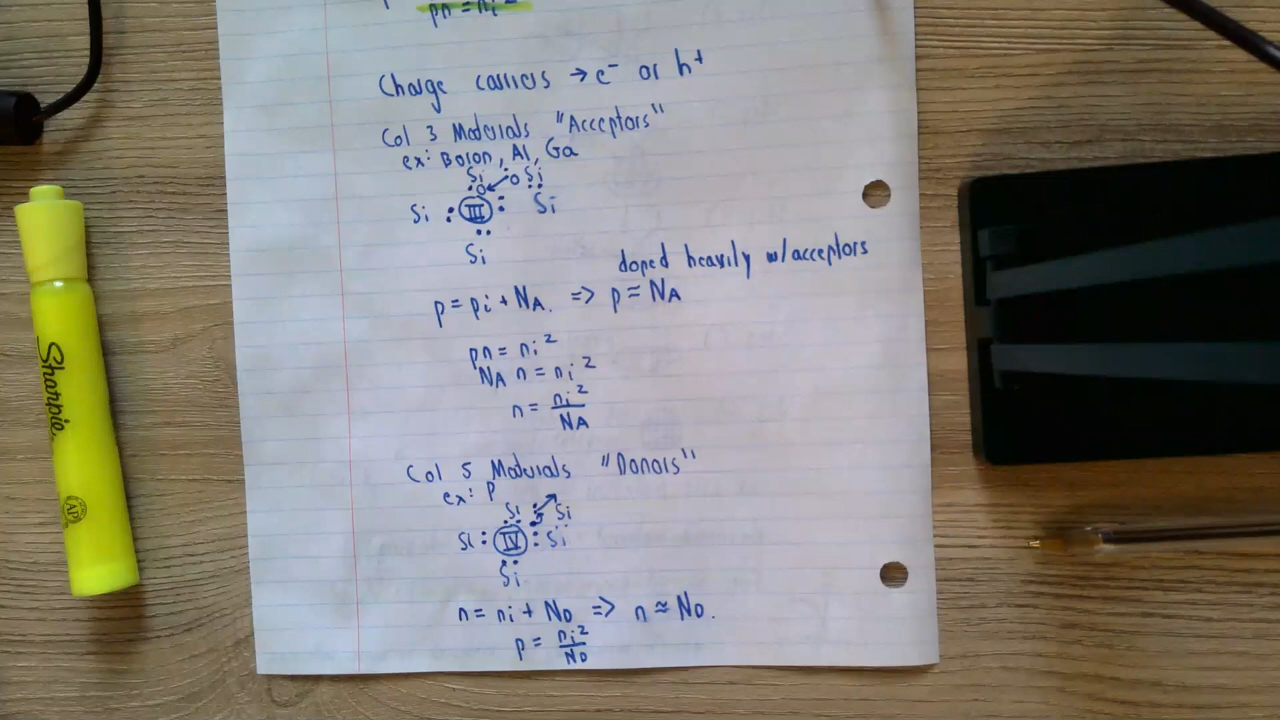 pn = ni²
Charge carriers → e⁻ or h⁺
Col 3 Materials "Acceptors"
ex: Boron, Al, Ga
Si Si
Si III Si
Si
doped heavily w/acceptors
p = pi + NA. => p = NA
pn = ni²
NA n = ni²
n = ni²/NA
Col 5 Materials "Donors"
ex: P
Si Si
Si IV Si
Si
n = ni + ND => n ≈ ND.
p = ni²/ND
Sharpie
AP